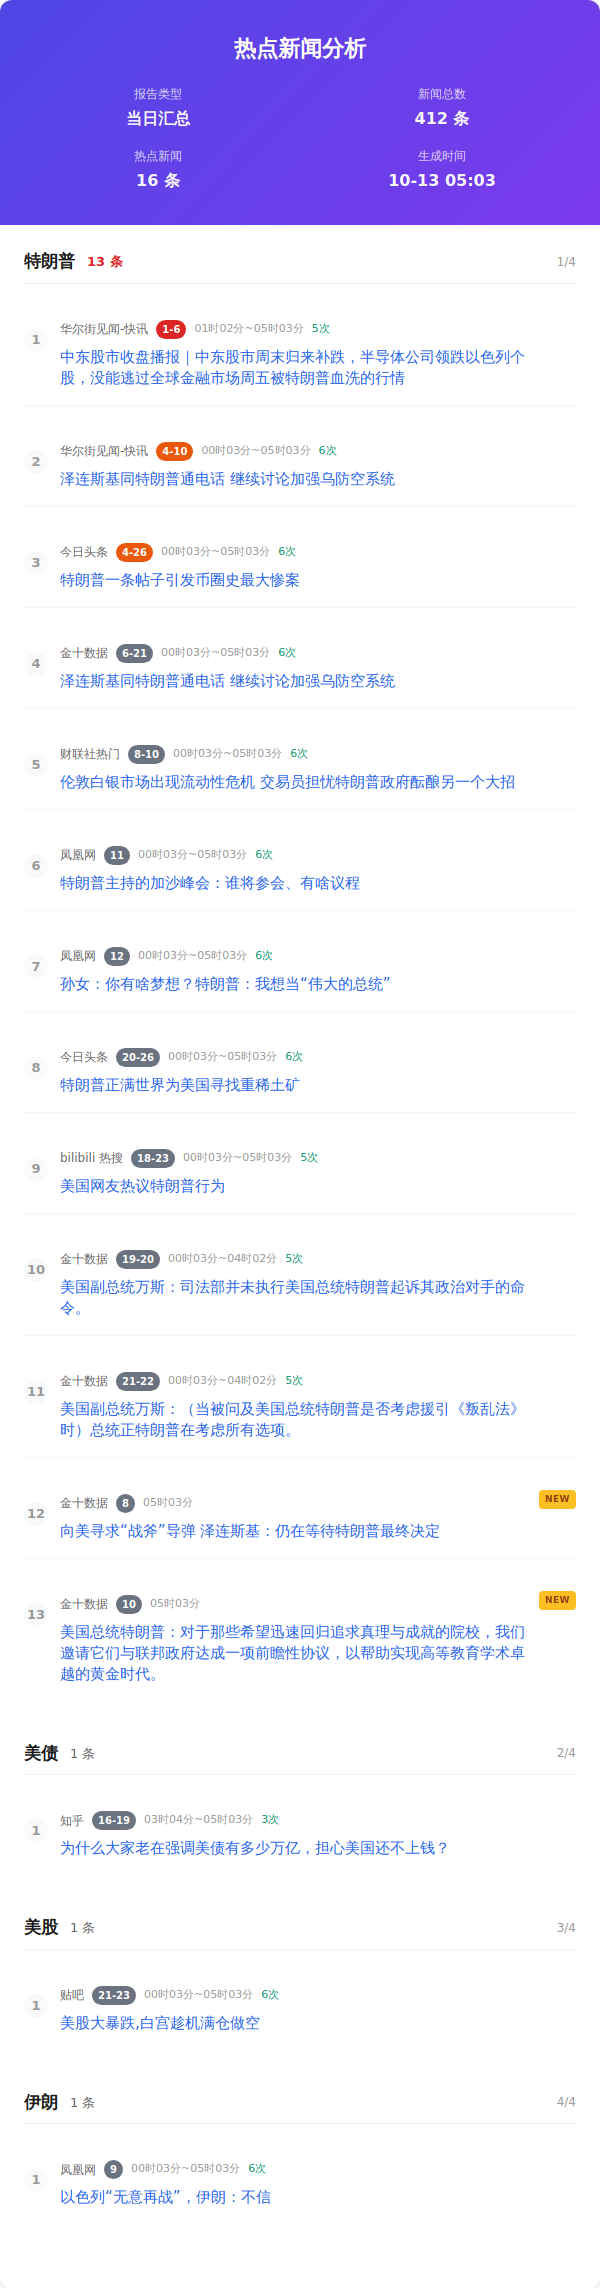 热点新闻分析
报告类型
当日汇总
新闻总数
412 条
热点新闻
16 条
生成时间
10-13 05:03
特朗普 13 条 1/4
1 华尔街见闻-快讯 1-6 01时02分~05时03分 5次
中东股市收盘播报｜中东股市周末归来补跌，半导体公司领跌以色列个
股，没能逃过全球金融市场周五被特朗普血洗的行情
2 华尔街见闻-快讯 4-10 00时03分~05时03分 6次
泽连斯基同特朗普通电话 继续讨论加强乌防空系统
3 今日头条 4-26 00时03分~05时03分 6次
特朗普一条帖子引发币圈史最大惨案
4 金十数据 6-21 00时03分~05时03分 6次
泽连斯基同特朗普通电话 继续讨论加强乌防空系统
5 财联社热门 8-10 00时03分~05时03分 6次
伦敦白银市场出现流动性危机 交易员担忧特朗普政府酝酿另一个大招
6 凤凰网 11 00时03分~05时03分 6次
特朗普主持的加沙峰会：谁将参会、有啥议程
7 凤凰网 12 00时03分~05时03分 6次
孙女：你有啥梦想？特朗普：我想当“伟大的总统”
8 今日头条 20-26 00时03分~05时03分 6次
特朗普正满世界为美国寻找重稀土矿
9 bilibili 热搜 18-23 00时03分~05时03分 5次
美国网友热议特朗普行为
10 金十数据 19-20 00时03分~04时02分 5次
美国副总统万斯：司法部并未执行美国总统特朗普起诉其政治对手的命
令。
11 金十数据 21-22 00时03分~04时02分 5次
美国副总统万斯：（当被问及美国总统特朗普是否考虑援引《叛乱法》
时）总统正特朗普在考虑所有选项。
12 金十数据 8 05时03分 NEW
向美寻求“战斧”导弹 泽连斯基：仍在等待特朗普最终决定
13 金十数据 10 05时03分 NEW
美国总统特朗普：对于那些希望迅速回归追求真理与成就的院校，我们
邀请它们与联邦政府达成一项前瞻性协议，以帮助实现高等教育学术卓
越的黄金时代。
美债 1 条 2/4
1 知乎 16-19 03时04分~05时03分 3次
为什么大家老在强调美债有多少万亿，担心美国还不上钱？
美股 1 条 3/4
1 贴吧 21-23 00时03分~05时03分 6次
美股大暴跌,白宫趁机满仓做空
伊朗 1 条 4/4
1 凤凰网 9 00时03分~05时03分 6次
以色列“无意再战”，伊朗：不信